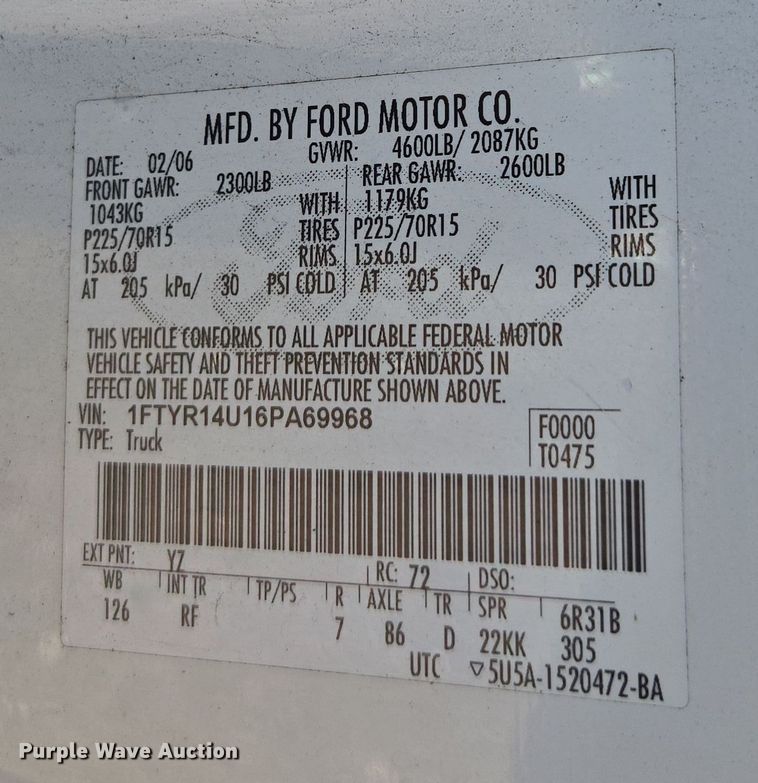 MFD. BY FORD MOTOR CO.
DATE: 02/06 GVWR: 4600LB/ 2087KG
FRONT GAWR: 2300LB REAR GAWR: 2600LB
1043KG WITH 1179KG WITH
P225/70R15 TIRES P225/70R15 TIRES
15x6.0J RIMS 15x6.0J RIMS
AT 205 kPa/ 30 PSI COLD AT 205 kPa/ 30 PSI COLD
THIS VEHICLE CONFORMS TO ALL APPLICABLE FEDERAL MOTOR
VEHICLE SAFETY AND THEFT PREVENTION STANDARDS IN
EFFECT ON THE DATE OF MANUFACTURE SHOWN ABOVE.
VIN: 1FTYR14U16PA69968 F0000
TYPE: Truck T0475
EXT PNT: YZ RC: 72 DSO:
WB INT TR TP/PS R AXLE TR SPR 6R31B
126 RF 7 86 D 22KK 305
UTC ▽5U5A-1520472-BA
Purple Wave Auction